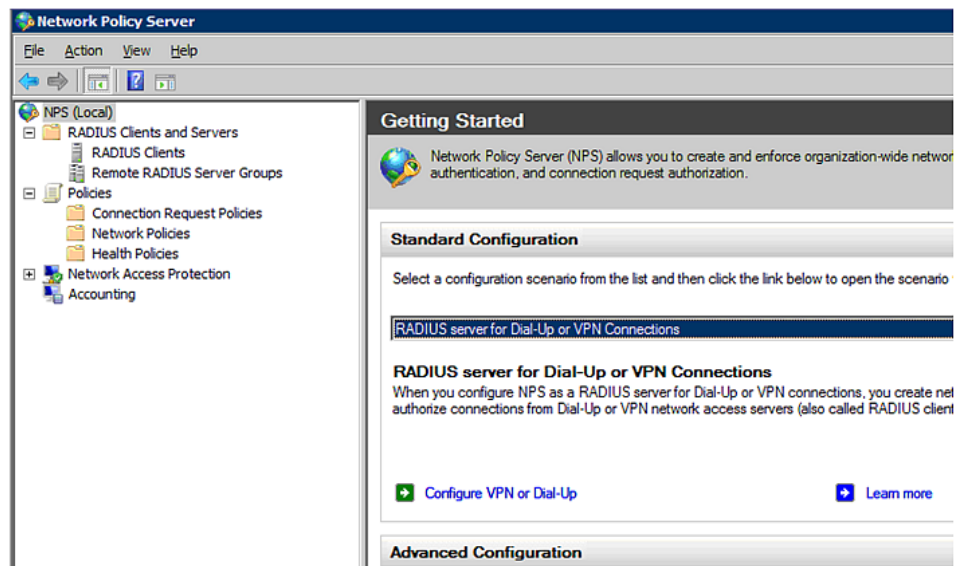 Network Policy Server
File Action View Help
NPS (Local)
RADIUS Clients and Servers
RADIUS Clients
Remote RADIUS Server Groups
Policies
Connection Request Policies
Network Policies
Health Policies
Network Access Protection
Accounting
Getting Started
Network Policy Server (NPS) allows you to create and enforce organization-wide networ
authentication, and connection request authorization.
Standard Configuration
Select a configuration scenario from the list and then click the link below to open the scenario
RADIUS server for Dial-Up or VPN Connections
RADIUS server for Dial-Up or VPN Connections
When you configure NPS as a RADIUS server for Dial-Up or VPN connections, you create net
authorize connections from Dial-Up or VPN network access servers (also called RADIUS client
Configure VPN or Dial-Up
Learn more
Advanced Configuration